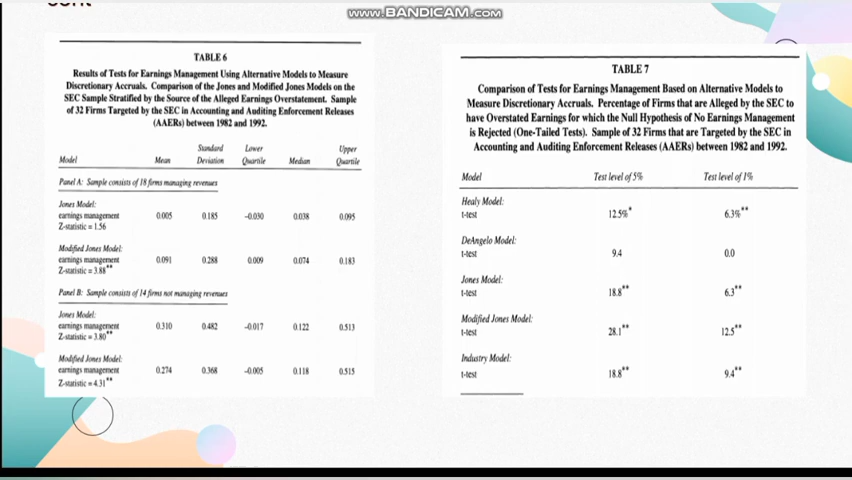 www.BANDICAM.com
cont
TABLE 6
Results of Tests for Earnings Management Using Alternative Models to Measure
Discretionary Accruals. Comparison of the Jones and Modified Jones Models on the
SEC Sample Stratified by the Source of the Alleged Earnings Overstatement. Sample
of 32 Firms Targeted by the SEC in Accounting and Auditing Enforcement Releases
(AAERs) between 1982 and 1992.
Standard Lower Upper
Model Mean Deviation Quartile Median Quartile
Panel A: Sample consists of 18 firms managing revenues
Jones Model:
earnings management 0.005 0.185 -0.030 0.038 0.095
Z-statistic = 1.56
Modified Jones Model:
earnings management 0.091 0.288 0.009 0.074 0.183
Z-statistic = 3.88**
Panel B: Sample consists of 14 firms not managing revenues
Jones Model:
earnings management 0.310 0.482 -0.017 0.122 0.513
Z-statistic = 3.80**
Modified Jones Model:
earnings management 0.274 0.368 -0.005 0.118 0.515
Z-statistic = 4.31**
TABLE 7
Comparison of Tests for Earnings Management Based on Alternative Models to
Measure Discretionary Accruals. Percentage of Firms that are Alleged by the SEC to
have Overstated Earnings for which the Null Hypothesis of No Earnings Management
is Rejected (One-Tailed Tests). Sample of 32 Firms that are Targeted by the SEC in
Accounting and Auditing Enforcement Releases (AAERs) between 1982 and 1992.
Model Test level of 5% Test level of 1%
Healy Model:
t-test 12.5%* 6.3%**
DeAngelo Model:
t-test 9.4 0.0
Jones Model:
t-test 18.8** 6.3**
Modified Jones Model:
t-test 28.1** 12.5**
Industry Model:
t-test 18.8** 9.4**